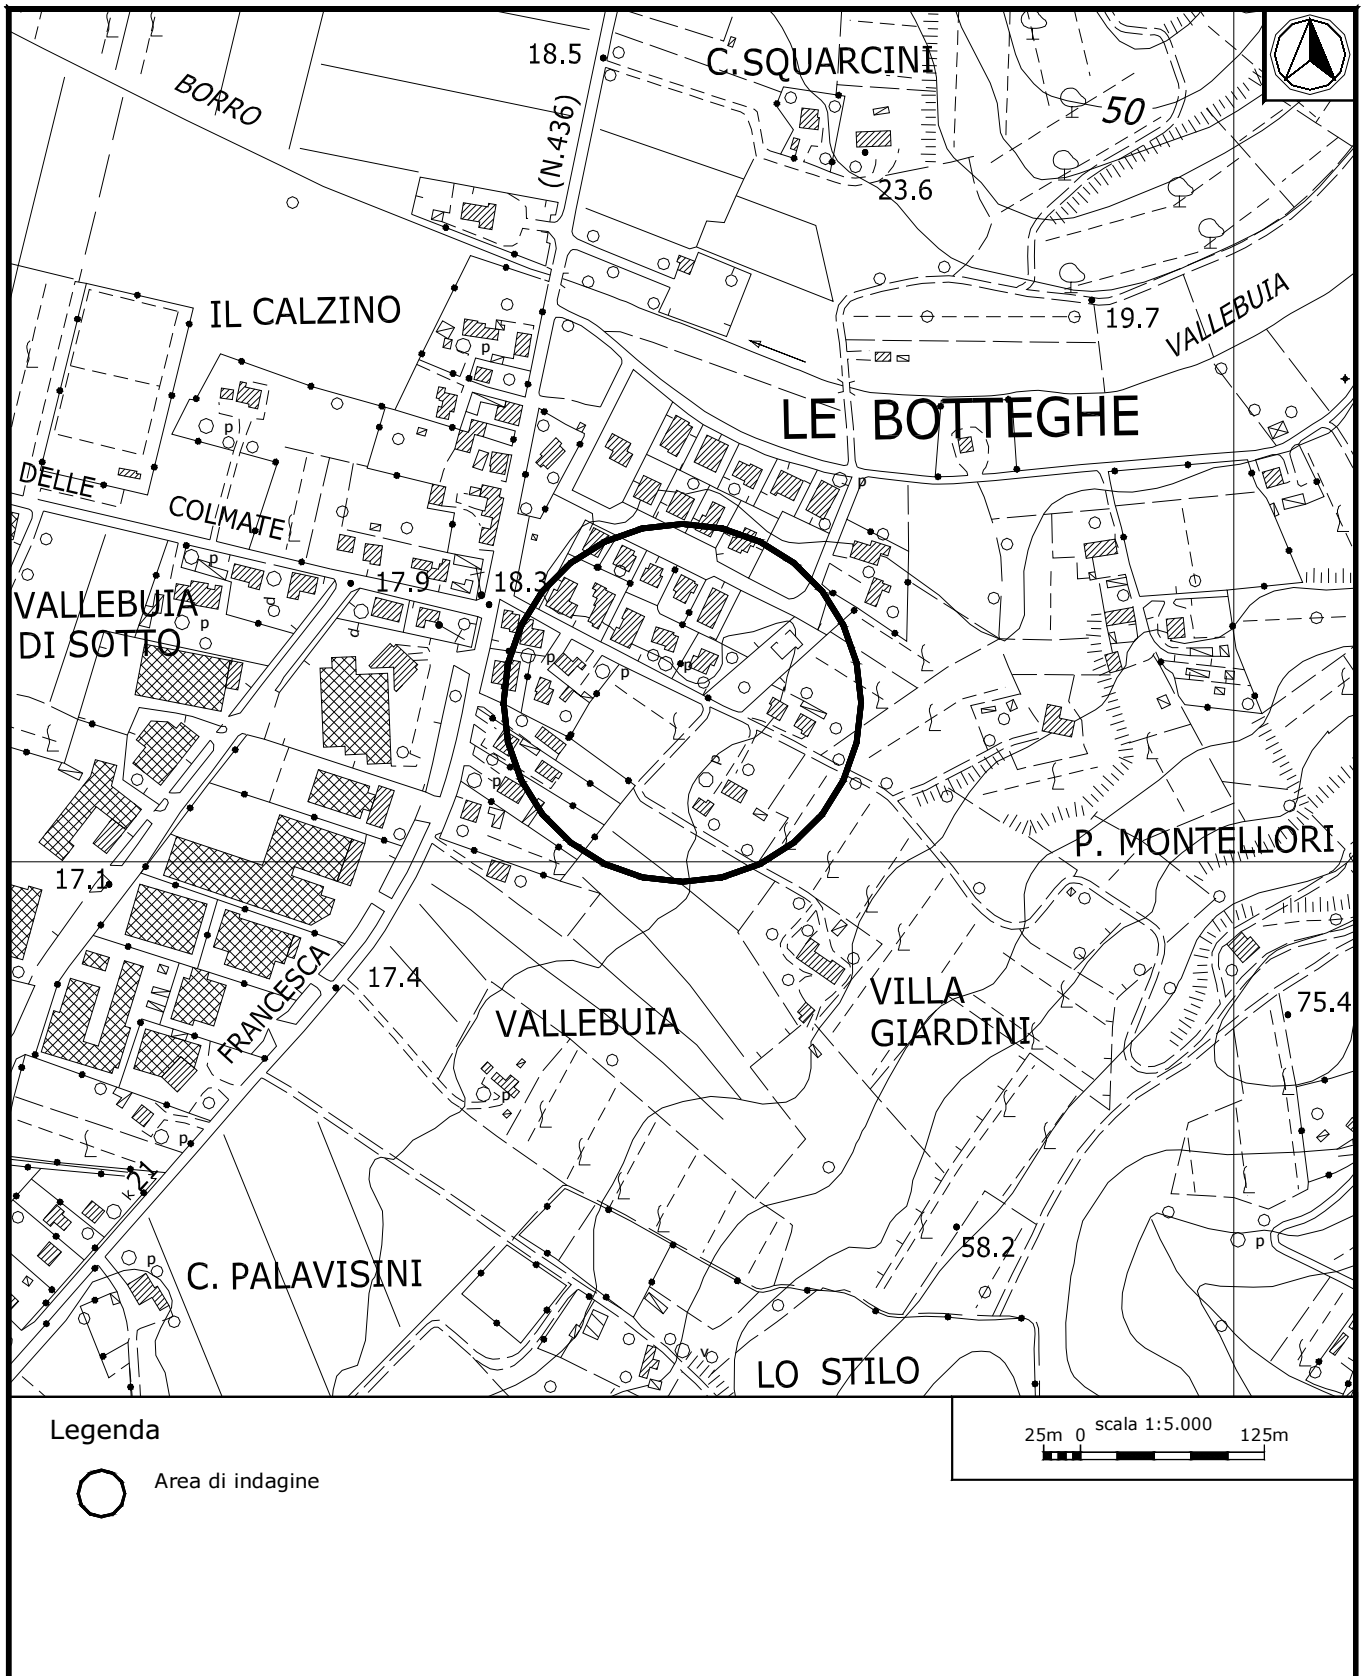 18.5
C.SQUARCINI
BORRO
50
(N.436)
23.6
IL CALZINO
19.7
VALLEBUIA
p
LE BOTTEGHE
p
DELLE
COLMATE
p
p
17.9
18.3
VALLEBUIA
DI SOTTO
p
p
p
p
p
p
p
p
p
P. MONTELLORI
17.1
FRANCESCA
17.4
VILLA
GIARDINI
75.4
VALLEBUIA
p
p
k 21
58.2
p
p
C. PALAVISINI
v
LO STILO
Legenda
Area di indagine
scala 1:5.000
25m 0 125m